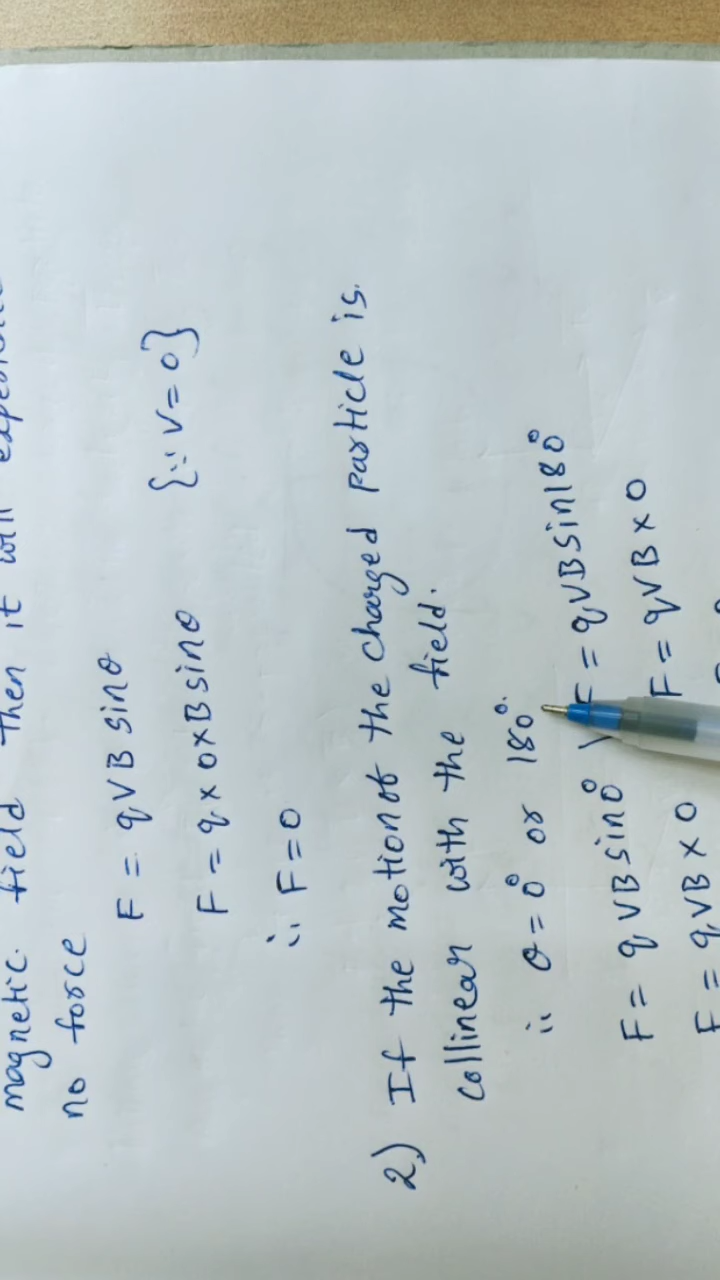 magnetic field then it will
no force
F = qVB sinθ
F = q × 0 × B sinθ {∵ V = 0}
∴ F = 0
2) If the motion of the charged particle is
collinear with the field.
∴ θ = 0° or 180°.
F = qVB sin0° F = qVB sin180°
F = qVB × 0 F = qVB × 0